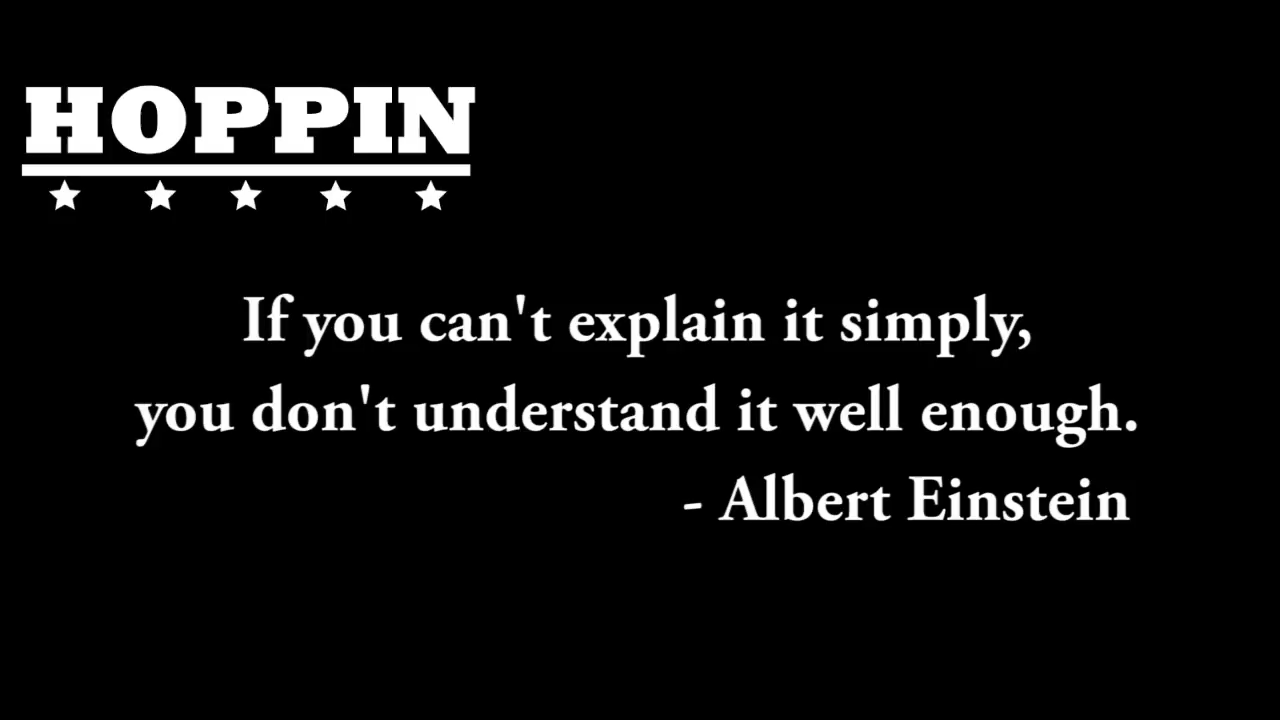 HOPPIN
If you can't explain it simply,
you don't understand it well enough.
- Albert Einstein